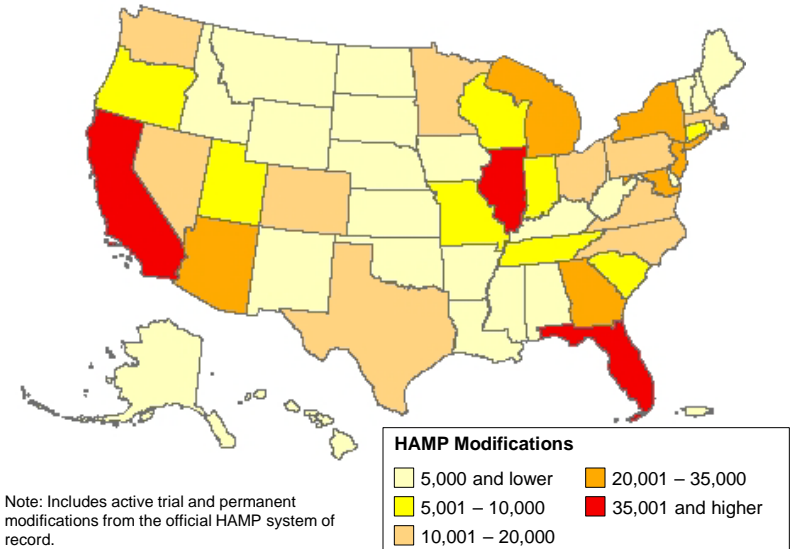 HAMP Modifications
5,000 and lower
5,001 – 10,000
10,001 – 20,000
20,001 – 35,000
35,001 and higher
Note: Includes active trial and permanent
modifications from the official HAMP system of
record.